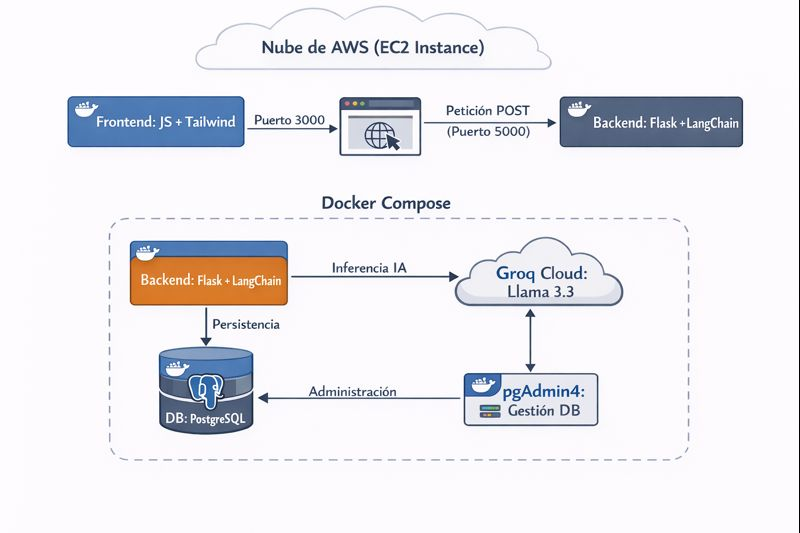 Nube de AWS (EC2 Instance)
Frontend: JS + Tailwind
Puerto 3000
Petición POST
(Puerto 5000)
Backend: Flask + LangChain
Docker Compose
Backend: Flask + LangChain
Inferencia IA
Groq Cloud:
Llama 3.3
Persistencia
DB: PostgreSQL
Administración
pgAdmin4:
Gestión DB